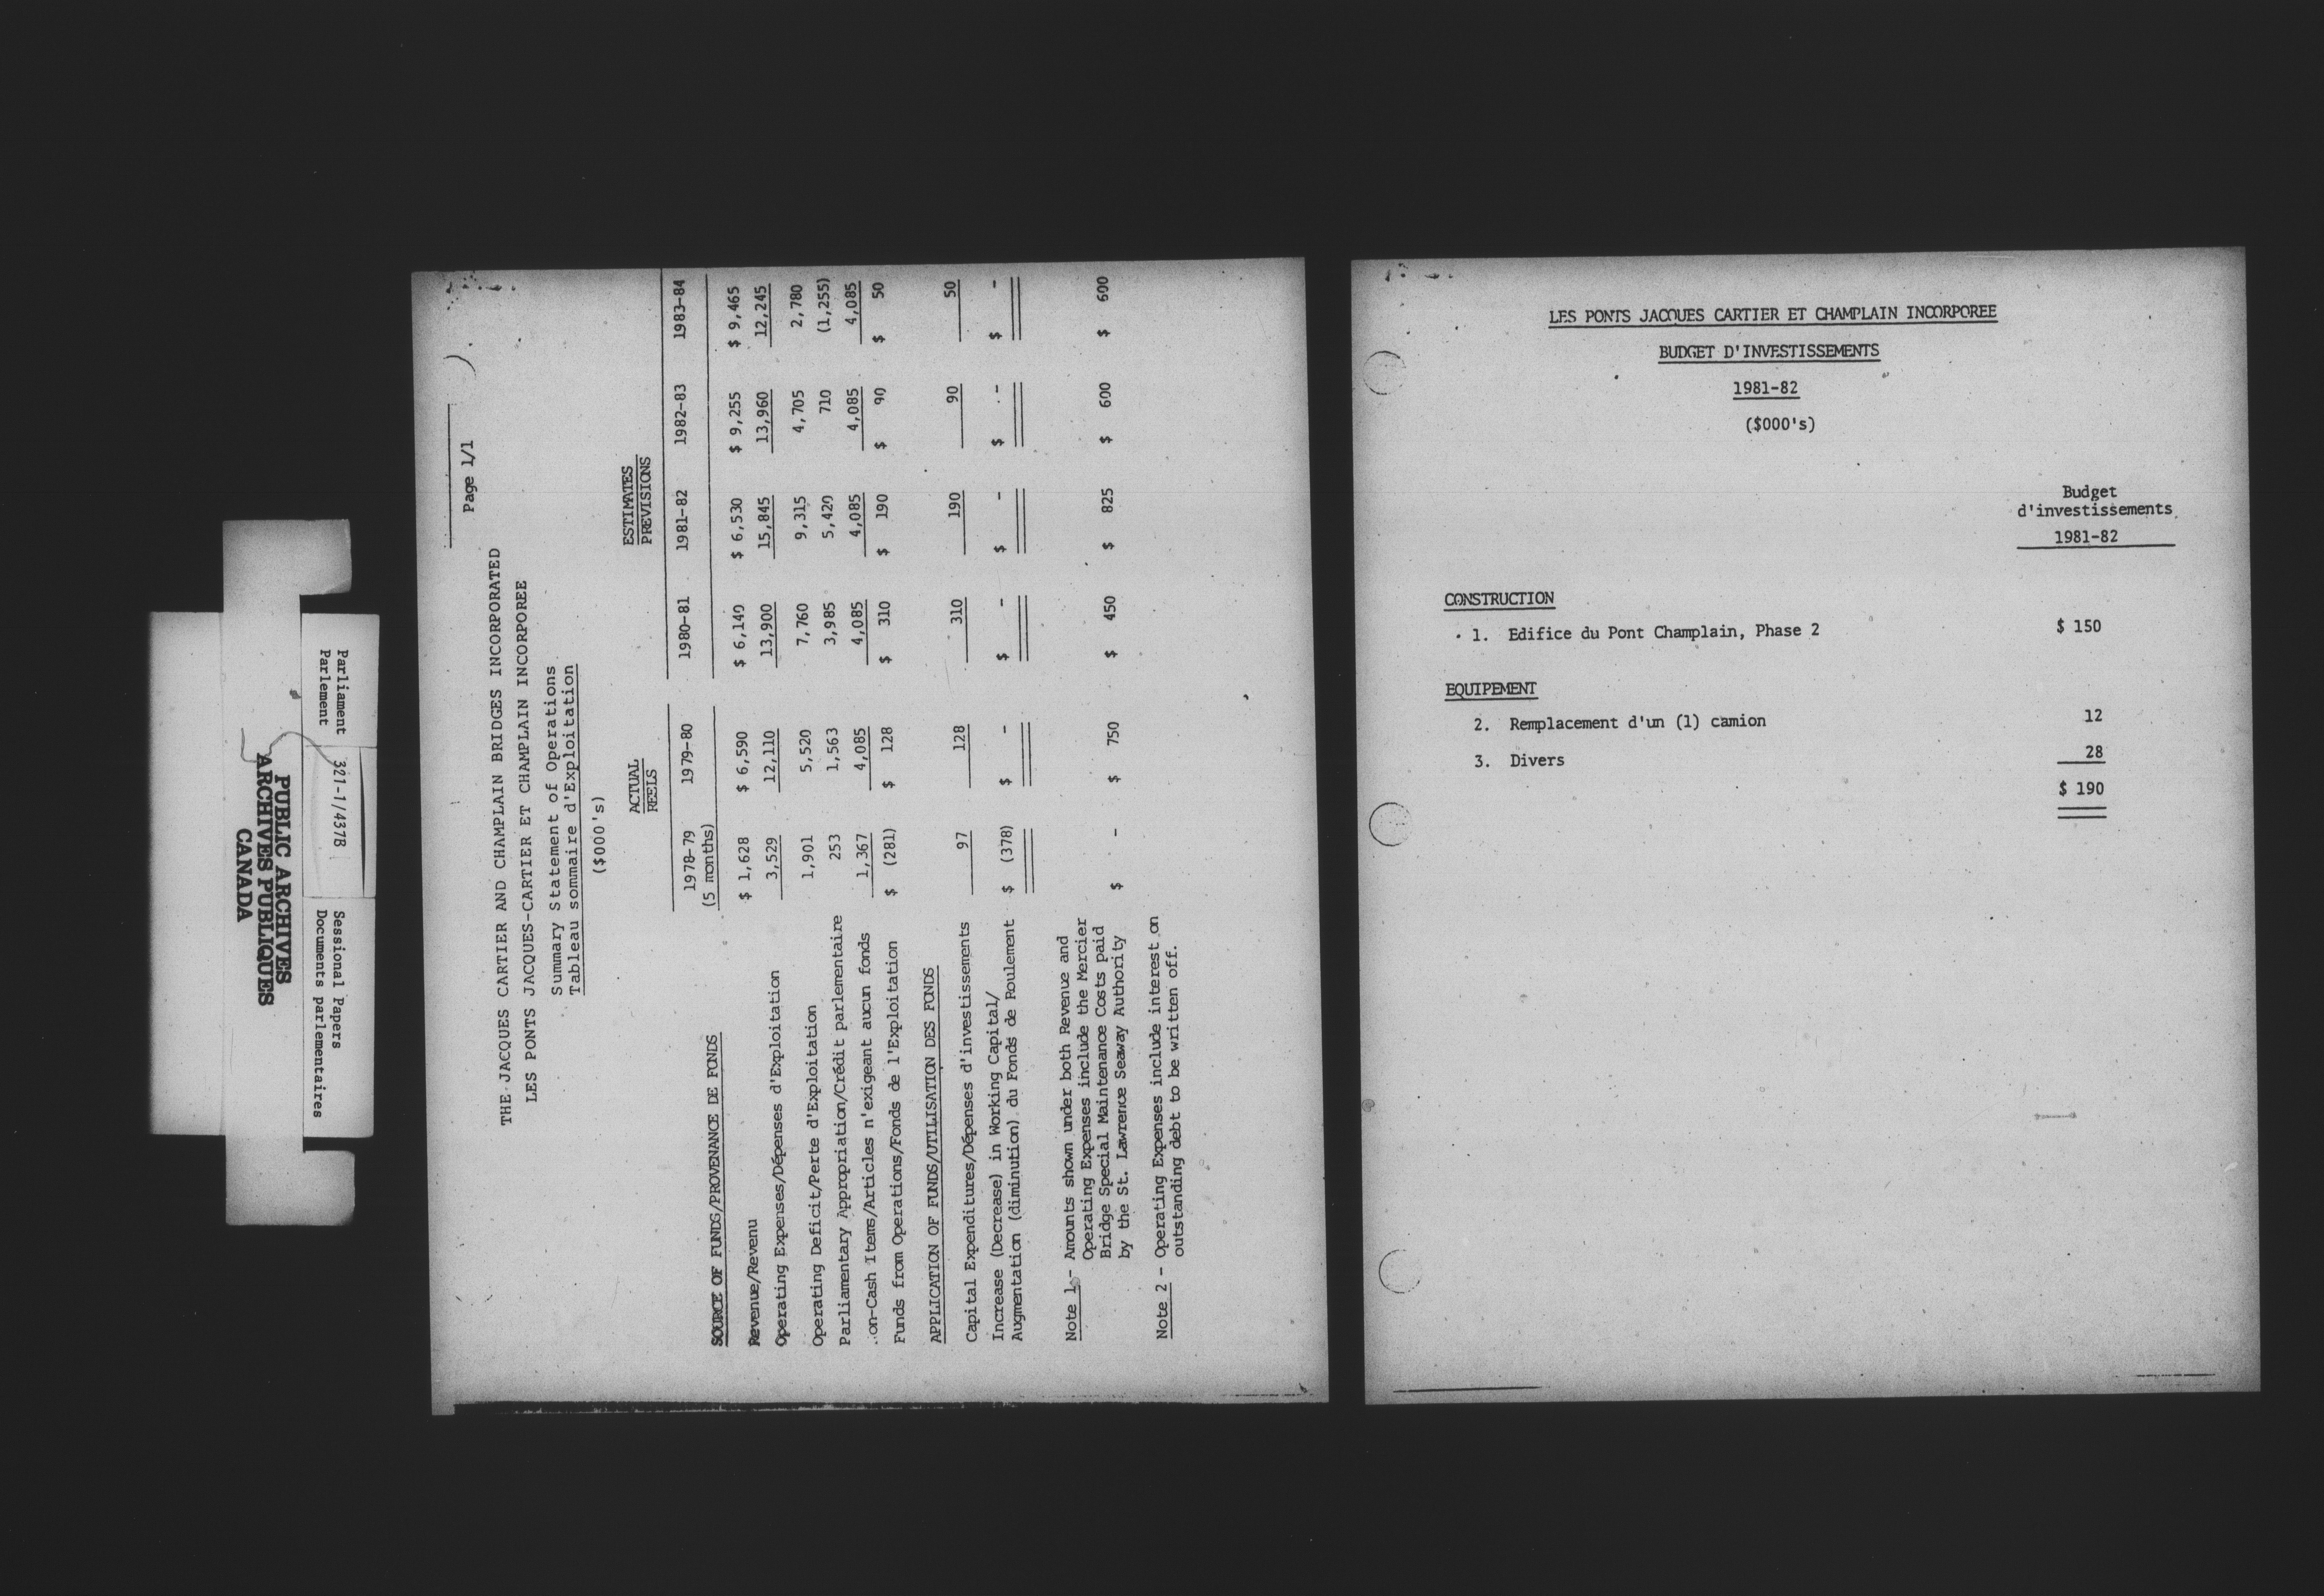 PUBLIC ARCHIVES
ARCHIVES PUBLIQUES
CANADA
Parliament
Parlement
321-1/437B
Sessional Papers
Documents parlementaires
Page 1/1
THE JACQUES CARTIER AND CHAMPLAIN BRIDGES INCORPORATED
LES PONTS JACQUES-CARTIER ET CHAMPLAIN INCORPOREE
Summary Statement of Operations
Tableau sommaire d'Exploitation
($000's)
ACTUAL ESTIMATES
REELS PREVISIONS
1978-79 1979-80 1980-81 1981-82 1982-83 1983-84
(5 months)
SOURCE OF FUNDS/PROVENANCE DE FONDS
Revenue/Revenu $ 1,628 $ 6,590 $ 6,140 $ 6,530 $ 9,255 $ 9,465
Operating Expenses/Dépenses d'Exploitation 3,529 12,110 13,900 15,845 13,960 12,245
Operating Deficit/Perte d'Exploitation 1,901 5,520 7,760 9,315 4,705 2,780
Parliamentary Appropriation/Crédit parlementaire 253 1,563 3,985 5,420 710 (1,255)
on-Cash Items/Articles n'exigeant aucun fonds 1,367 4,085 4,085 4,085 4,085 4,085
Funds from Operations/Fonds de l'Exploitation $ (281) $ 128 $ 310 $ 190 $ 90 $ 50
APPLICATION OF FUNDS/UTILISATION DES FONDS
Capital Expenditures/Dépenses d'investissements 97 128 310 190 90 50
Increase (Decrease) in Working Capital/
Augmentation (diminution) du Fonds de Roulement $ (378) $ - $ - $ - $ - $ -
Note 1 - Amounts shown under both Revenue and
Operating Expenses include the Mercier
Bridge Special Maintenance Costs paid
by the St. Lawrence Seaway Authority $ - $ 750 $ 450 $ 825 $ 600 $ 600
Note 2 - Operating Expenses include interest on
outstanding debt to be written off.
LES PONTS JACQUES CARTIER ET CHAMPLAIN INCORPOREE
BUDGET D'INVESTISSEMENTS
1981-82
($000's)
Budget
d'investissements
1981-82
CONSTRUCTION
1. Edifice du Pont Champlain, Phase 2 $ 150
EQUIPEMENT
2. Remplacement d'un (1) camion 12
3. Divers 28
$ 190